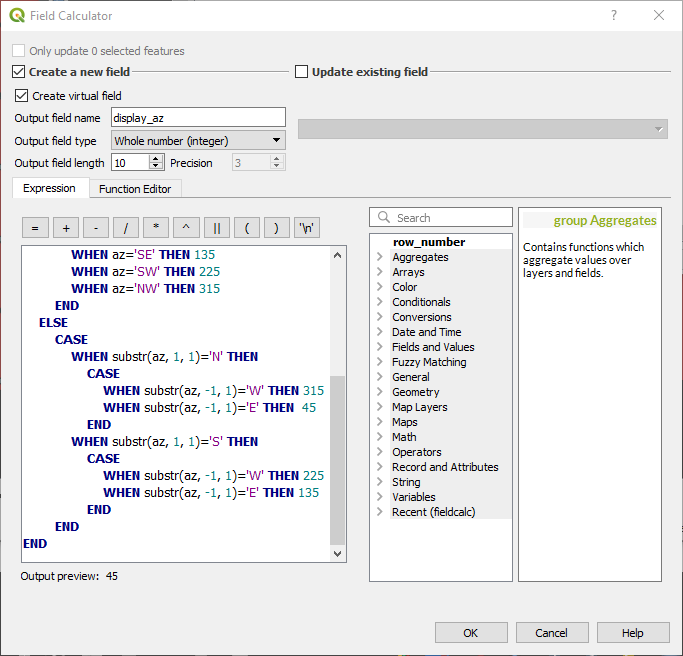 Field Calculator
Only update 0 selected features
Create a new field
Update existing field
Create virtual field
Output field name display_az
Output field type Whole number (integer)
Output field length 10 Precision 3
Expression Function Editor
= + - / * ^ || ( ) '\n'
WHEN az='SE' THEN 135
WHEN az='SW' THEN 225
WHEN az='NW' THEN 315
END
ELSE
CASE
WHEN substr(az, 1, 1)='N' THEN
CASE
WHEN substr(az, -1, 1)='W' THEN 315
WHEN substr(az, -1, 1)='E' THEN 45
END
WHEN substr(az, 1, 1)='S' THEN
CASE
WHEN substr(az, -1, 1)='W' THEN 225
WHEN substr(az, -1, 1)='E' THEN 135
END
END
END
Output preview: 45
Search
row_number
Aggregates
Arrays
Color
Conditionals
Conversions
Date and Time
Fields and Values
Fuzzy Matching
General
Geometry
Map Layers
Maps
Math
Operators
Record and Attributes
String
Variables
Recent (fieldcalc)
group Aggregates
Contains functions which
aggregate values over
layers and fields.
OK Cancel Help